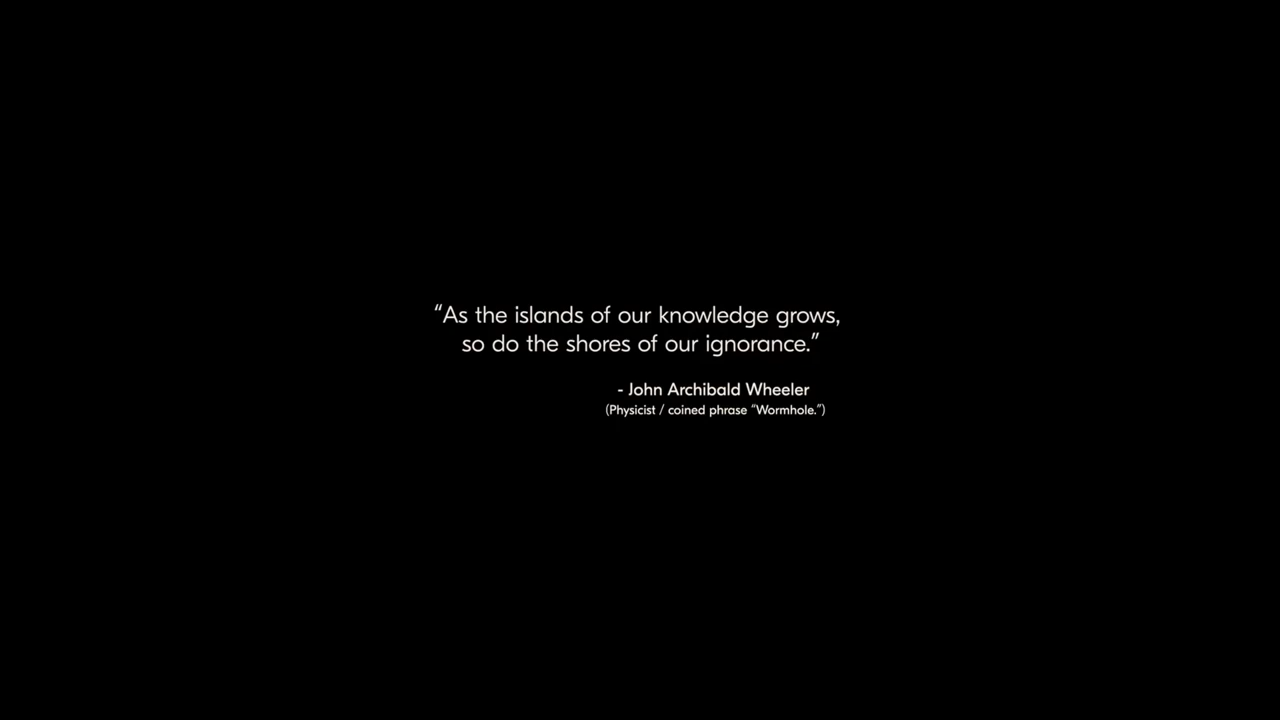 “As the islands of our knowledge grows,
so do the shores of our ignorance.”
- John Archibald Wheeler
(Physicist / coined phrase “Wormhole.”)